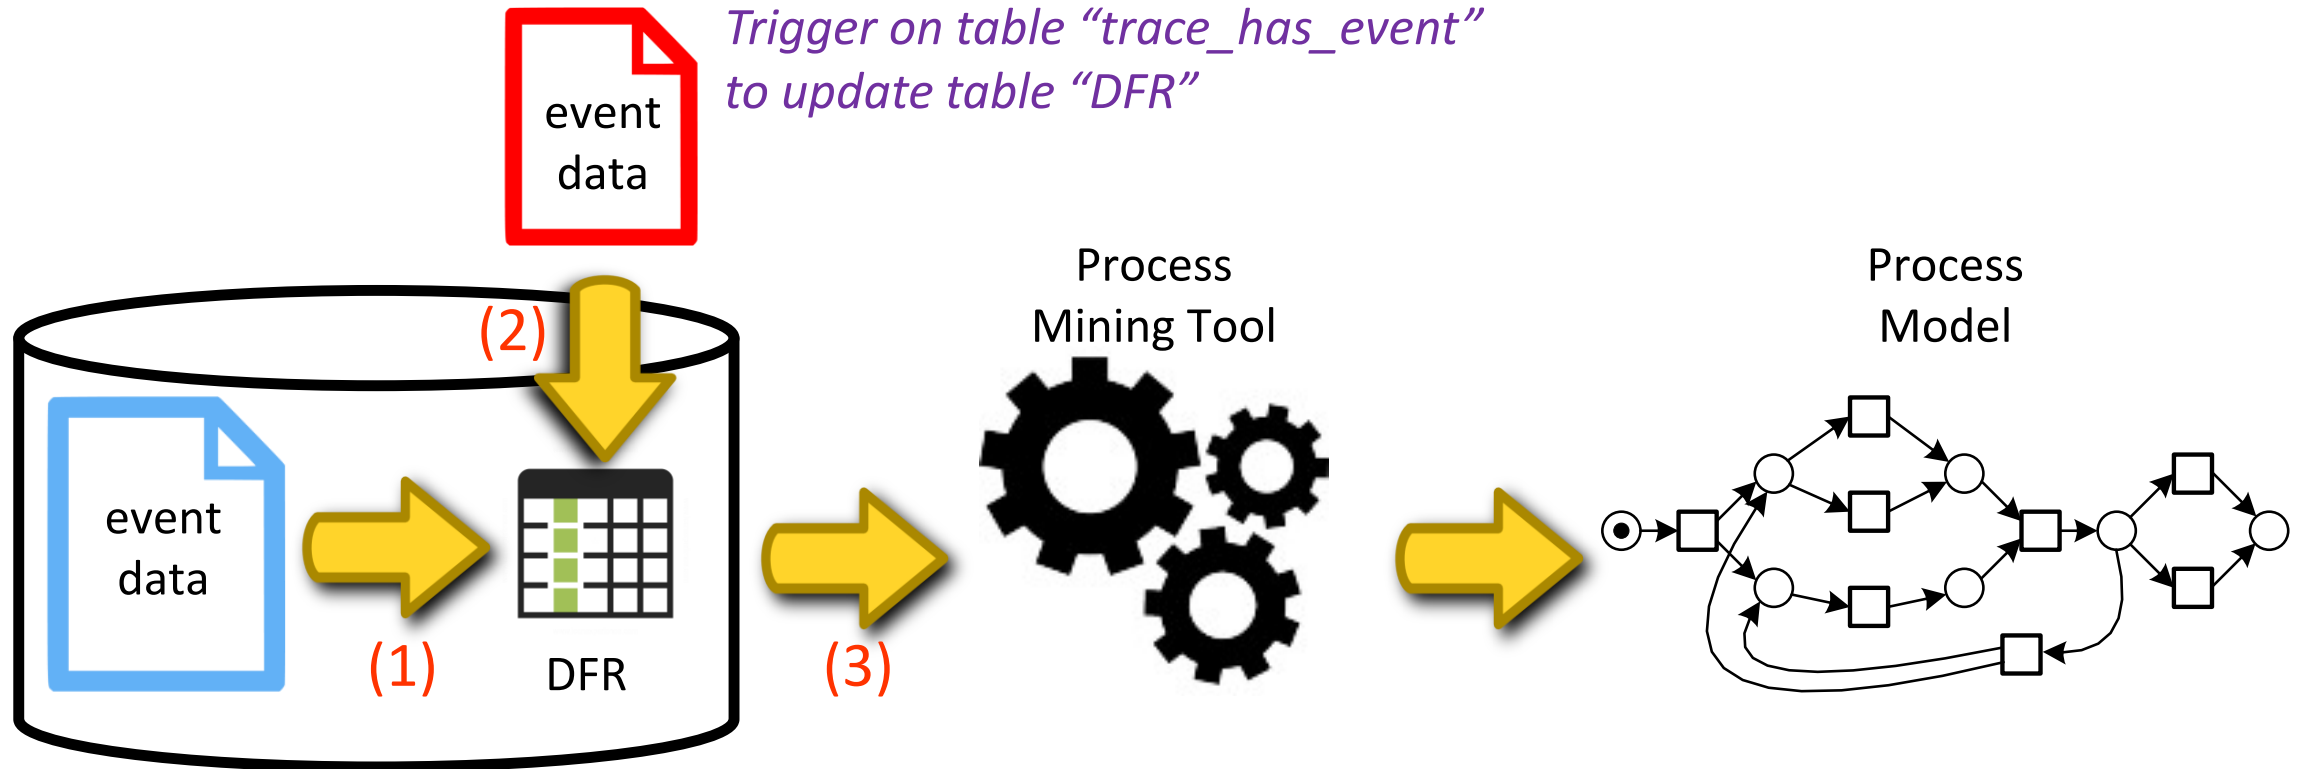 Trigger on table “trace_has_event”
to update table “DFR”
event
data
(2)
event
data
(1)
DFR
(3)
Process
Mining Tool
Process
Model